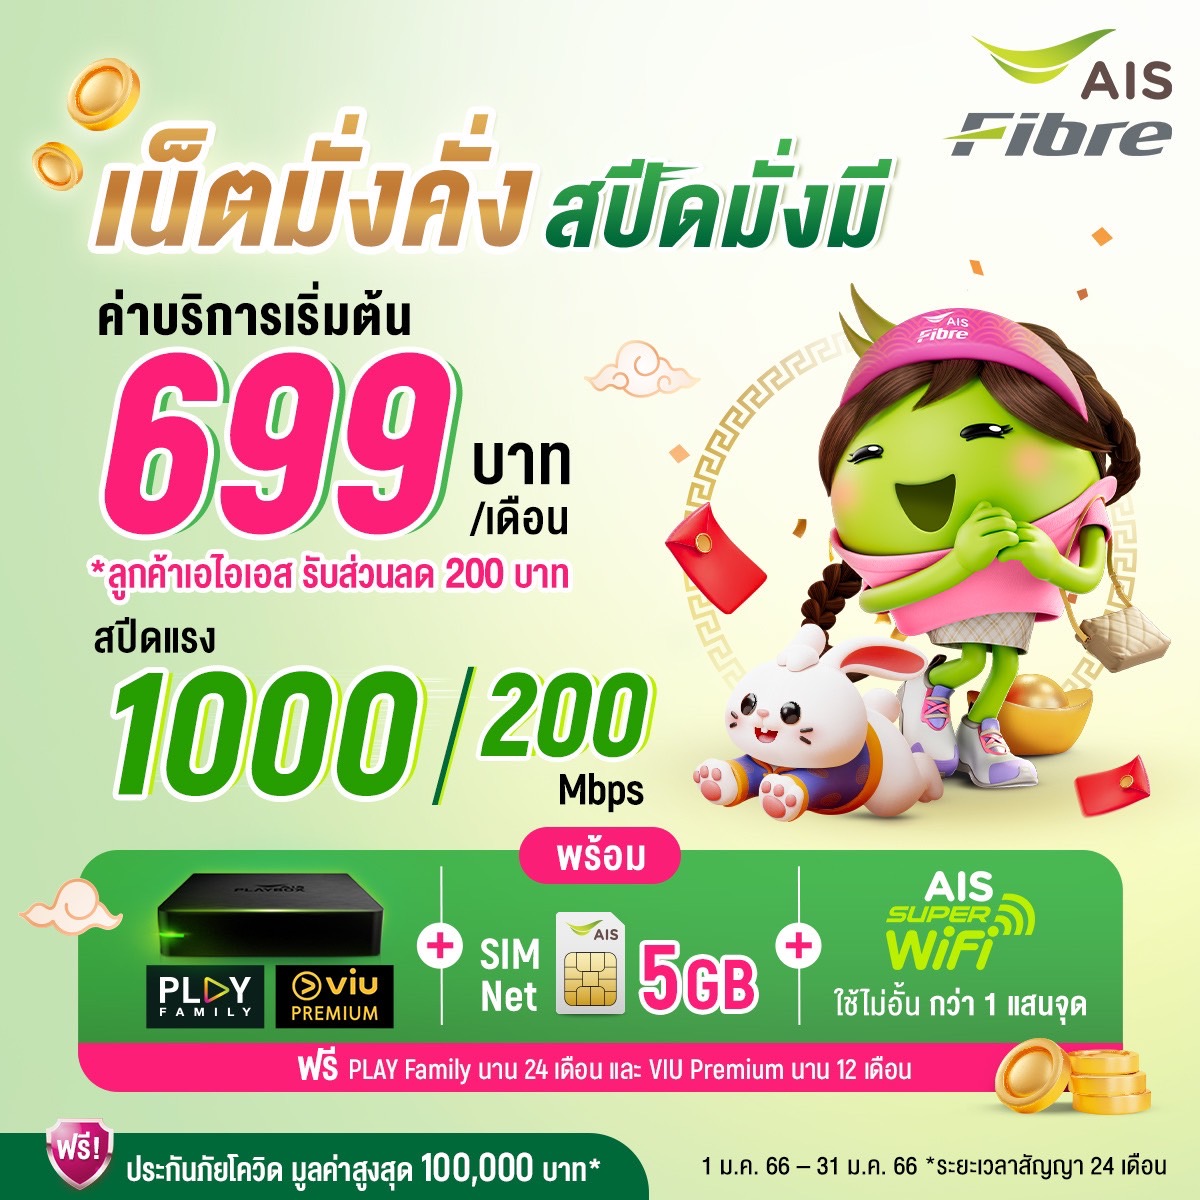 AIS
Fibre
เน็ตมั่งคั่ง สปีดมั่งมี
AIS
Fibre
ค่าบริการเริ่มต้น
699 บาท
/เดือน
*ลูกค้าเอไอเอส รับส่วนลด 200 บาท
สปีดแรง
1000/200
Mbps
พร้อม
AIS
PLAYBOX
PLAY
FAMILY
viu
PREMIUM
+
SIM
Net
AIS
5GB
+
AIS
SUPER
WiFi
ใช้ไม่อั้น กว่า 1 แสนจุด
ฟรี PLAY Family นาน 24 เดือน และ VIU Premium นาน 12 เดือน
ฟรี!
ประกันภัยโควิด มูลค่าสูงสุด 100,000 บาท*
1 ม.ค. 66 – 31 ม.ค. 66 *ระยะเวลาสัญญา 24 เดือน